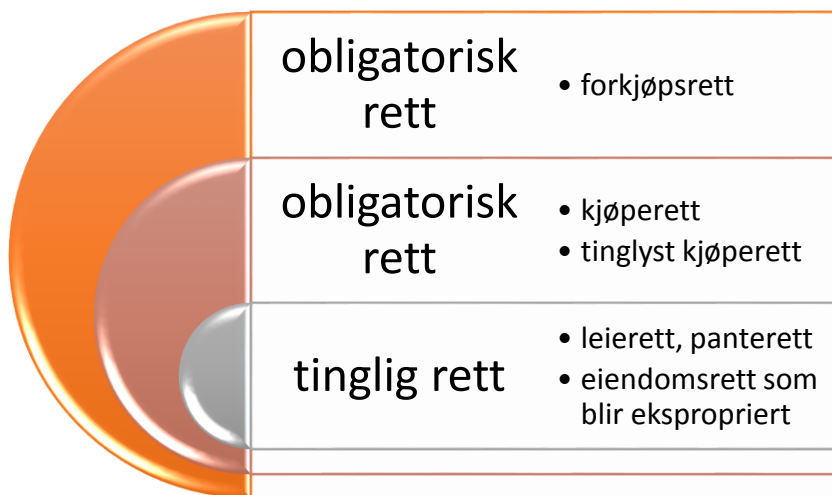 obligatorisk
rett
• forkjøpsrett
obligatorisk
rett
• kjøperett
• tinglyst kjøperett
tinglig rett
• leierett, panterett
• eiendomsrett som
blir ekspropriert